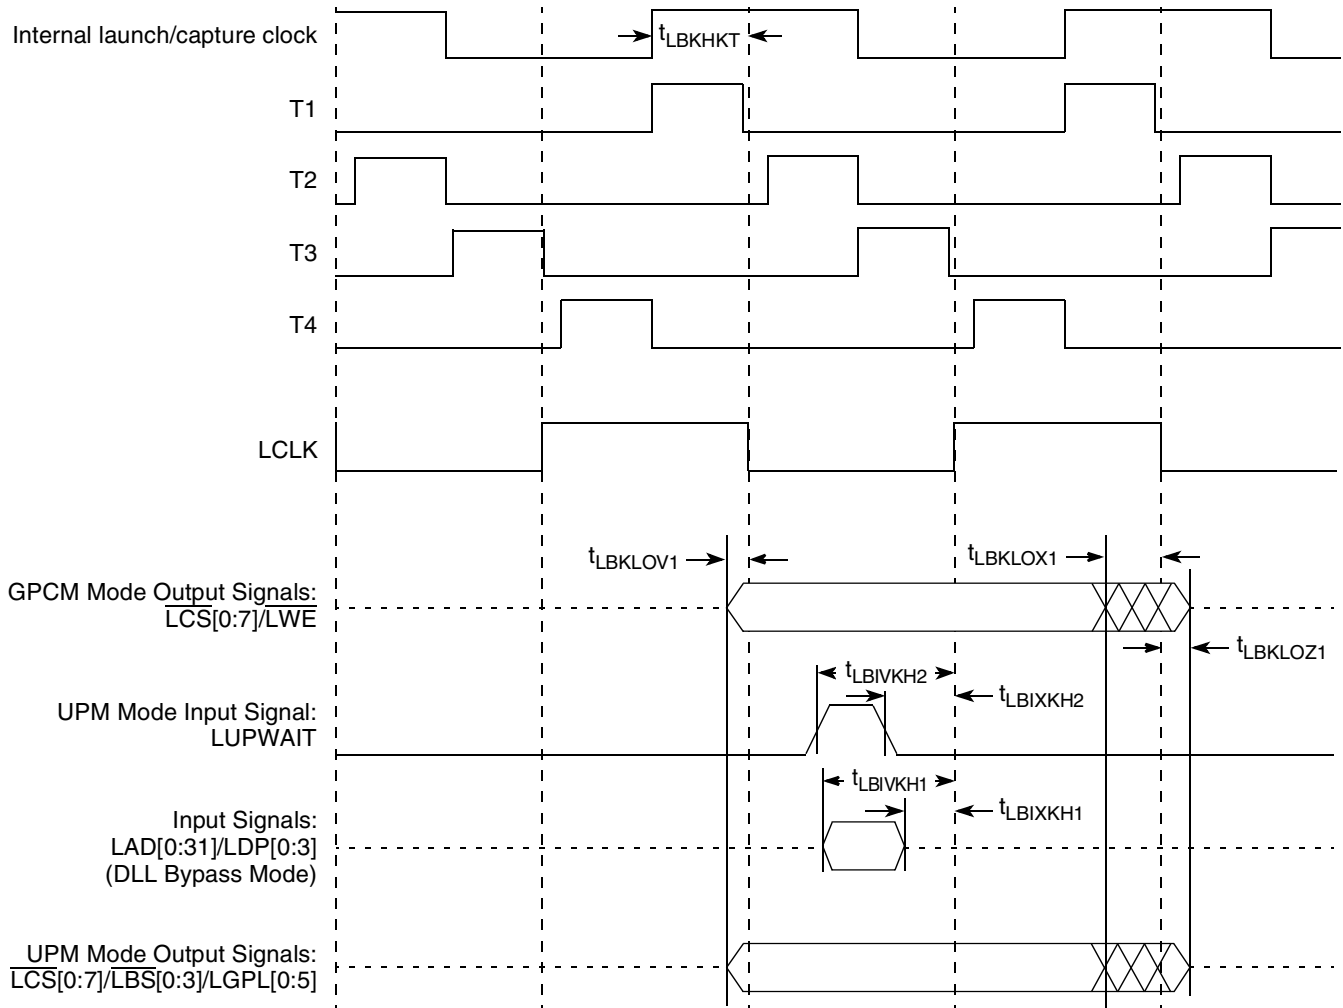 Internal launch/capture clock
tLBKHKT
T1
T2
T3
T4
LCLK
tLBKLOV1
tLBKLOX1
GPCM Mode Output Signals:
LCS[0:7]/LWE
tLBKLOZ1
tLBIVKH2
tLBIXKH2
UPM Mode Input Signal:
LUPWAIT
tLBIVKH1
tLBIXKH1
Input Signals:
LAD[0:31]/LDP[0:3]
(DLL Bypass Mode)
UPM Mode Output Signals:
LCS[0:7]/LBS[0:3]/LGPL[0:5]